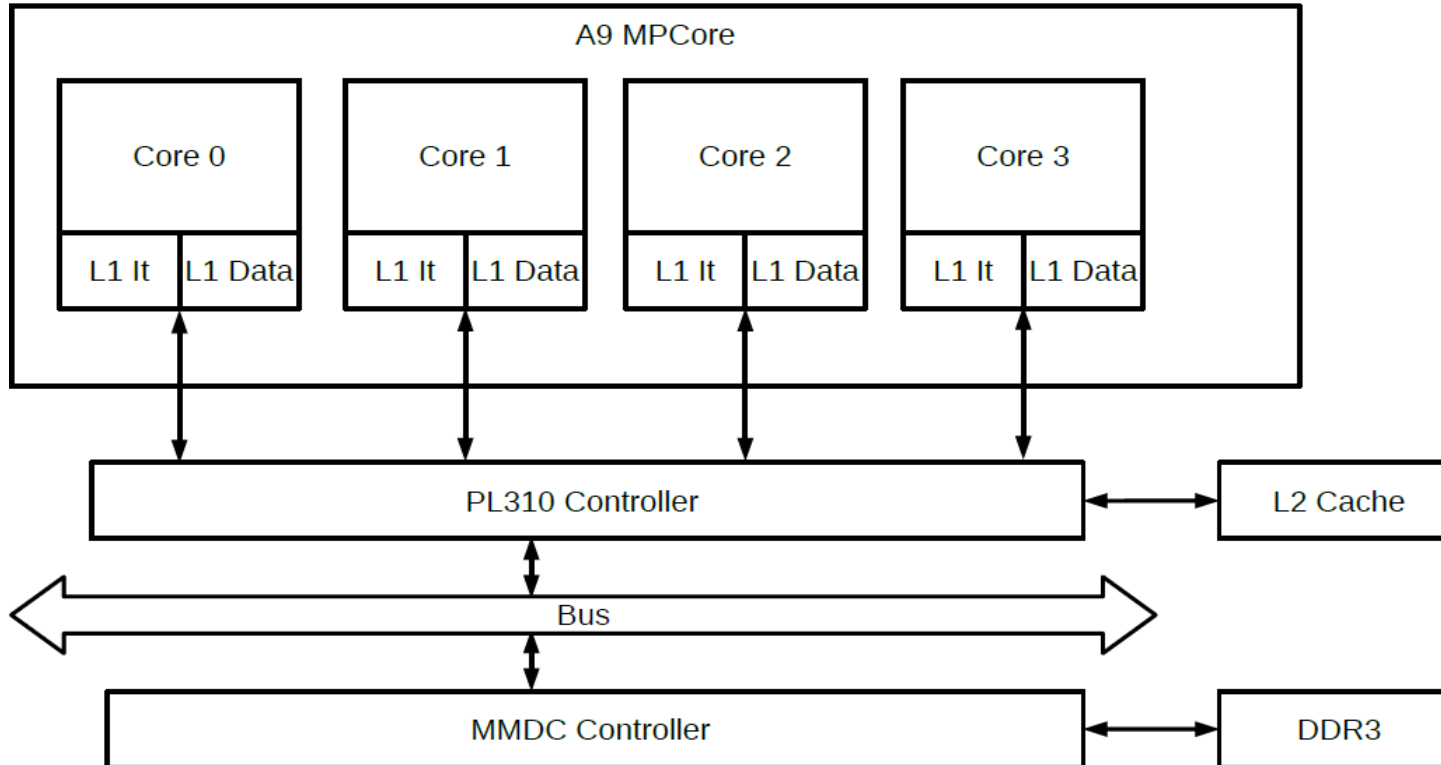 A9 MPCore
Core 0
Core 1
Core 2
Core 3
L1 It
L1 Data
L1 It
L1 Data
L1 It
L1 Data
L1 It
L1 Data
PL310 Controller
L2 Cache
Bus
MMDC Controller
DDR3